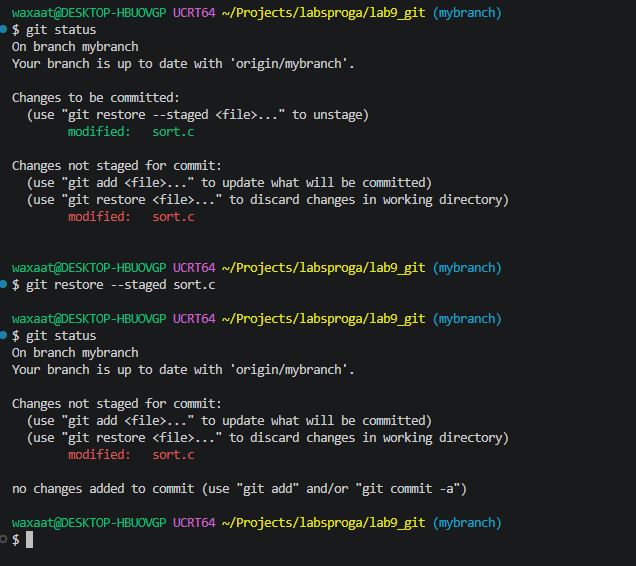 waxaat@DESKTOP-HBUOVGP UCRT64 ~/Projects/labsproga/lab9_git (mybranch)
$ git status
On branch mybranch
Your branch is up to date with 'origin/mybranch'.
Changes to be committed:
(use "git restore --staged <file>..." to unstage)
modified:   sort.c
Changes not staged for commit:
(use "git add <file>..." to update what will be committed)
(use "git restore <file>..." to discard changes in working directory)
modified:   sort.c
waxaat@DESKTOP-HBUOVGP UCRT64 ~/Projects/labsproga/lab9_git (mybranch)
$ git restore --staged sort.c
waxaat@DESKTOP-HBUOVGP UCRT64 ~/Projects/labsproga/lab9_git (mybranch)
$ git status
On branch mybranch
Your branch is up to date with 'origin/mybranch'.
Changes not staged for commit:
(use "git add <file>..." to update what will be committed)
(use "git restore <file>..." to discard changes in working directory)
modified:   sort.c
no changes added to commit (use "git add" and/or "git commit -a")
waxaat@DESKTOP-HBUOVGP UCRT64 ~/Projects/labsproga/lab9_git (mybranch)
$